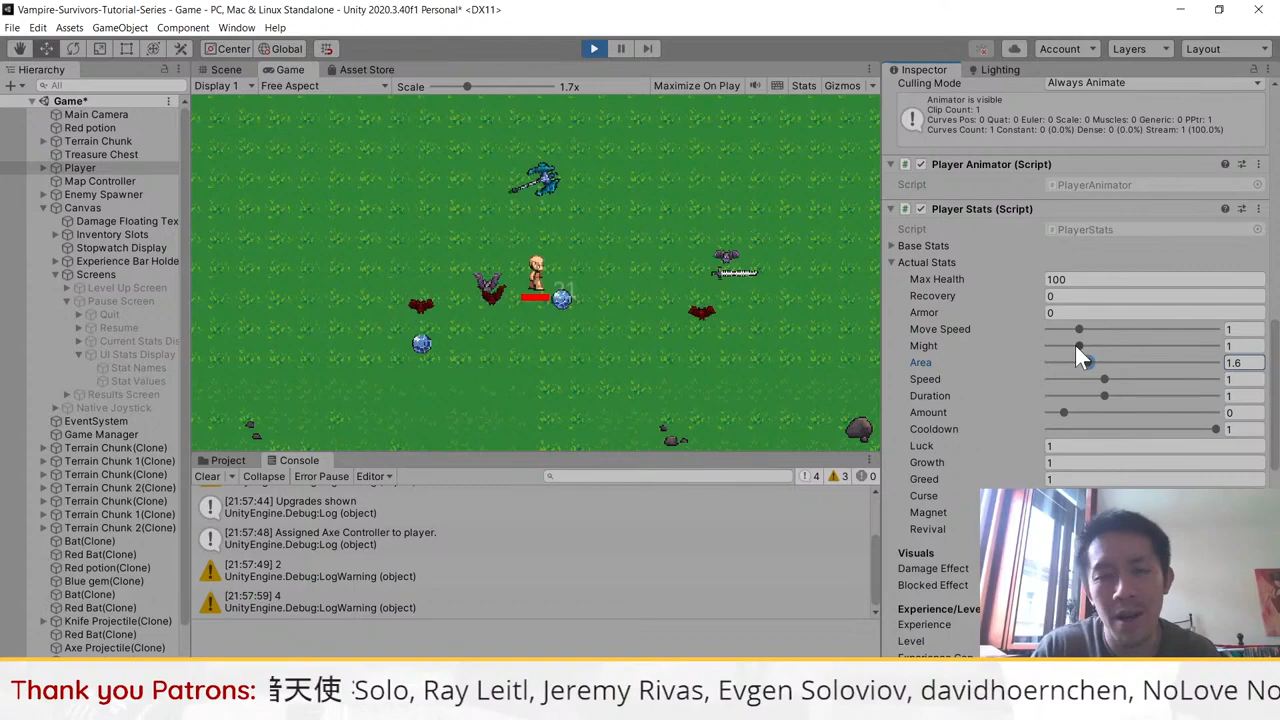 Vampire-Survivors-Tutorial-Series - Game - PC, Mac & Linux Standalone - Unity 2020.3.40f1 Personal* <DX11>
File Edit Assets GameObject Component Window Help
Center Global Account Layers Layout
Hierarchy
All
Game*
Main Camera
Red potion
Terrain Chunk
Treasure Chest
Player
Map Controller
Enemy Spawner
Canvas
Damage Floating Tex
Inventory Slots
Stopwatch Display
Experience Bar Holde
Screens
Level Up Screen
Pause Screen
Quit
Resume
Current Stats Dis
UI Stats Display
Stat Names
Stat Values
Results Screen
Native Joystick
EventSystem
Game Manager
Terrain Chunk(Clone)
Terrain Chunk 1(Clone)
Terrain Chunk 2(Clone)
Terrain Chunk(Clone)
Terrain Chunk(Clone)
Terrain Chunk 1(Clone)
Terrain Chunk 2(Clone)
Bat(Clone)
Red Bat(Clone)
Red potion(Clone)
Blue gem(Clone)
Bat(Clone)
Red Bat(Clone)
Knife Projectile(Clone)
Red Bat(Clone)
Axe Projectile(Clone)
Scene Game Asset Store
Display 1 Free Aspect Scale 1.7x Maximize On Play Stats Gizmos
21
Project Console
Clear Collapse Error Pause Editor 4 3 0
[21:57:44] Upgrades shown
UnityEngine.Debug:Log (object)
[21:57:48] Assigned Axe Controller to player.
UnityEngine.Debug:Log (object)
[21:57:49] 2
UnityEngine.Debug:LogWarning (object)
[21:57:59] 4
UnityEngine.Debug:LogWarning (object)
Inspector Lighting
Culling Mode Always Animate
Animator is visible
Clip Count: 1
Curves Pos: 0 Quat: 0 Euler: 0 Scale: 0 Muscles: 0 Generic: 0 PPtr: 1
Curves Count: 1 Constant: 0 (0.0%) Dense: 0 (0.0%) Stream: 1 (100.0%)
Player Animator (Script)
Script PlayerAnimator
Player Stats (Script)
Script PlayerStats
Base Stats
Actual Stats
Max Health 100
Recovery 0
Armor 0
Move Speed 1
Might 1
Area 1.6
Speed 1
Duration 1
Amount 0
Cooldown 1
Luck 1
Growth 1
Greed 1
Curse
Magnet
Revival
Visuals
Damage Effect
Blocked Effect
Experience/Leve
Experience
Level
Thank you Patrons: 天使 Solo, Ray Leitl, Jeremy Rivas, Evgen Soloviov, davidhoernchen, NoLove No